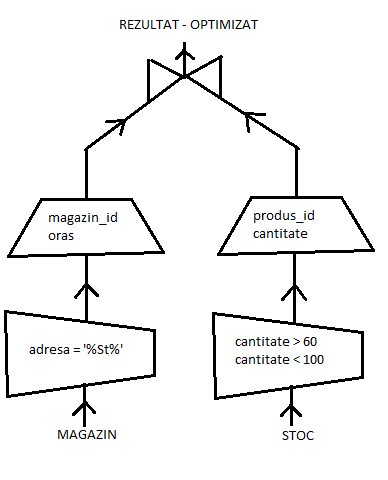 REZULTAT - OPTIMIZAT
magazin_id
oras
produs_id
cantitate
adresa = '%St%'
cantitate > 60
cantitate < 100
MAGAZIN
STOC